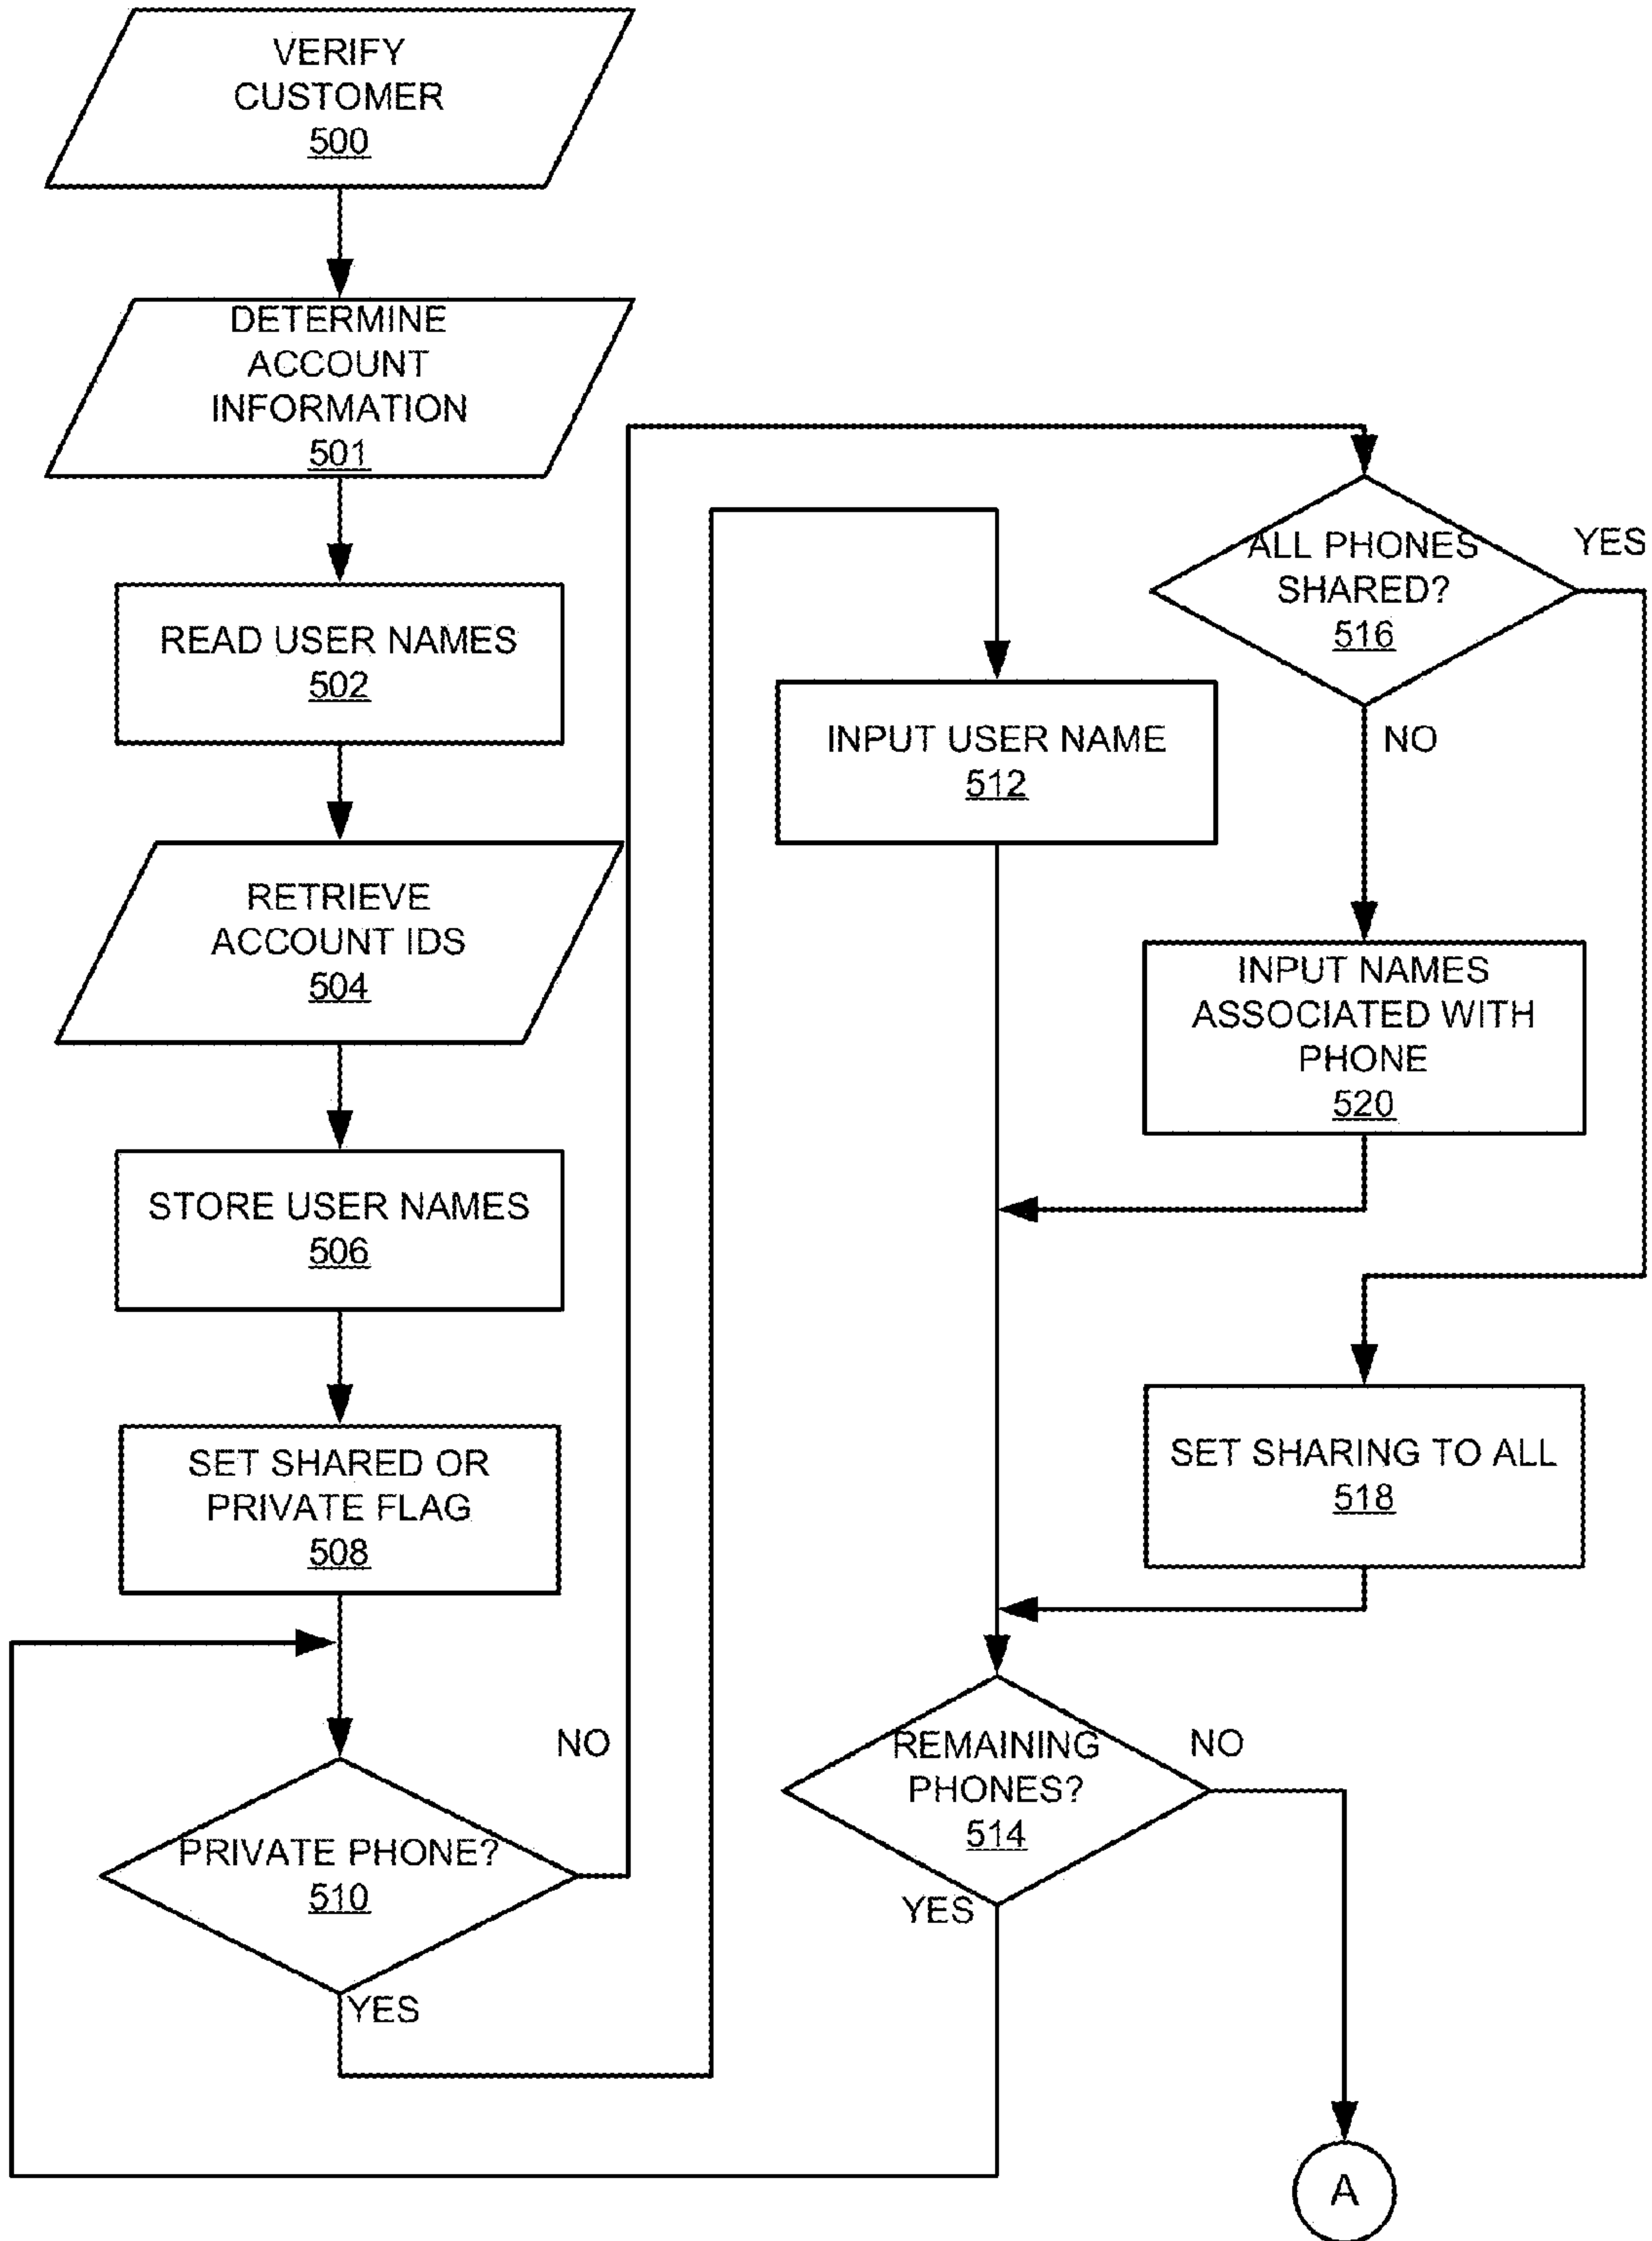 VERIFY
CUSTOMER
500
DETERMINE
ACCOUNT
INFORMATION
501
READ USER NAMES
502
RETRIEVE
ACCOUNT IDS
504
STORE USER NAMES
506
SET SHARED OR
PRIVATE FLAG
508
PRIVATE PHONE?
510
NO
YES
INPUT USER NAME
512
ALL PHONES
SHARED?
516
YES
NO
INPUT NAMES
ASSOCIATED WITH
PHONE
520
SET SHARING TO ALL
518
REMAINING
PHONES?
514
NO
YES
A